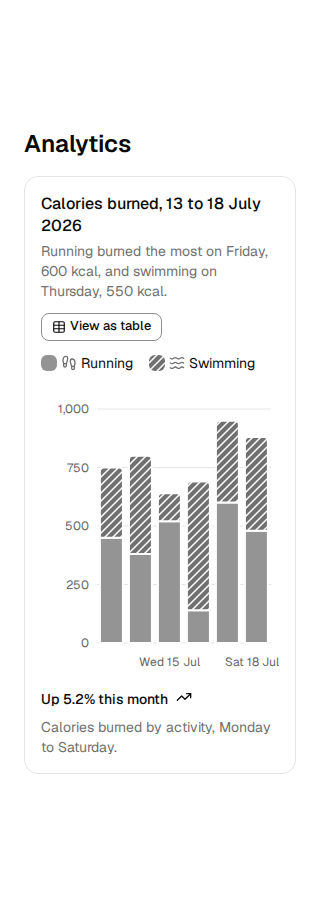 Analytics
Calories burned, 13 to 18 July
2026
Running burned the most on Friday,
600 kcal, and swimming on
Thursday, 550 kcal.
View as table
Running
Swimming
1,000
750
500
250
0
Wed 15 Jul
Sat 18 Jul
Up 5.2% this month
Calories burned by activity, Monday
to Saturday.